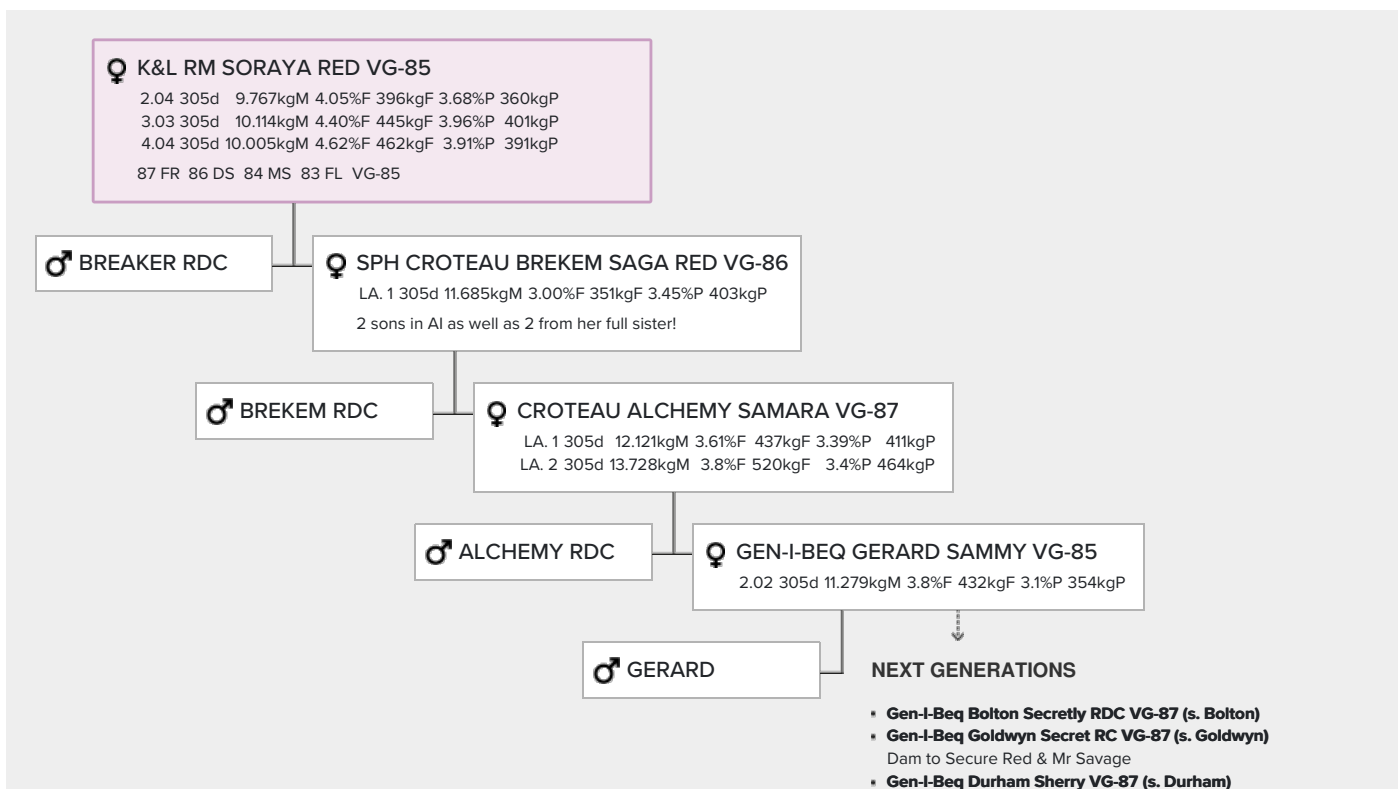 K&L RM SORAYA RED VG-85
2.04 305d 9.767kgM 4.05%F 396kgF 3.68%P 360kgP
3.03 305d 10.114kgM 4.40%F 445kgF 3.96%P 401kgP
4.04 305d 10.005kgM 4.62%F 462kgF 3.91%P 391kgP
87 FR 86 DS 84 MS 83 FL VG-85
BREAKER RDC
SPH CROTEAU BREKEM SAGA RED VG-86
LA. 1 305d 11.685kgM 3.00%F 351kgF 3.45%P 403kgP
2 sons in AI as well as 2 from her full sister!
BREKEM RDC
CROTEAU ALCHEMY SAMARA VG-87
LA. 1 305d 12.121kgM 3.61%F 437kgF 3.39%P 411kgP
LA. 2 305d 13.728kgM 3.8%F 520kgF 3.4%P 464kgP
ALCHEMY RDC
GEN-I-BEQ GERARD SAMMY VG-85
2.02 305d 11.279kgM 3.8%F 432kgF 3.1%P 354kgP
GERARD
NEXT GENERATIONS
▪ Gen-I-Beq Bolton Secretly RDC VG-87 (s. Bolton)
▪ Gen-I-Beq Goldwyn Secret RC VG-87 (s. Goldwyn)
Dam to Secure Red & Mr Savage
▪ Gen-I-Beq Durham Sherry VG-87 (s. Durham)